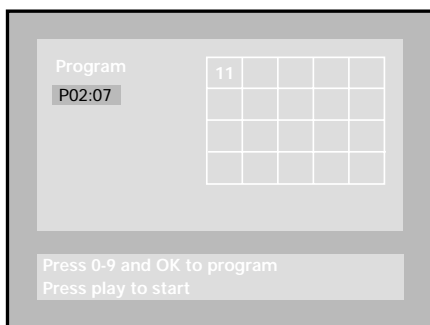 Program
11
P02:07
Press 0-9 and OK to program
Press play to start